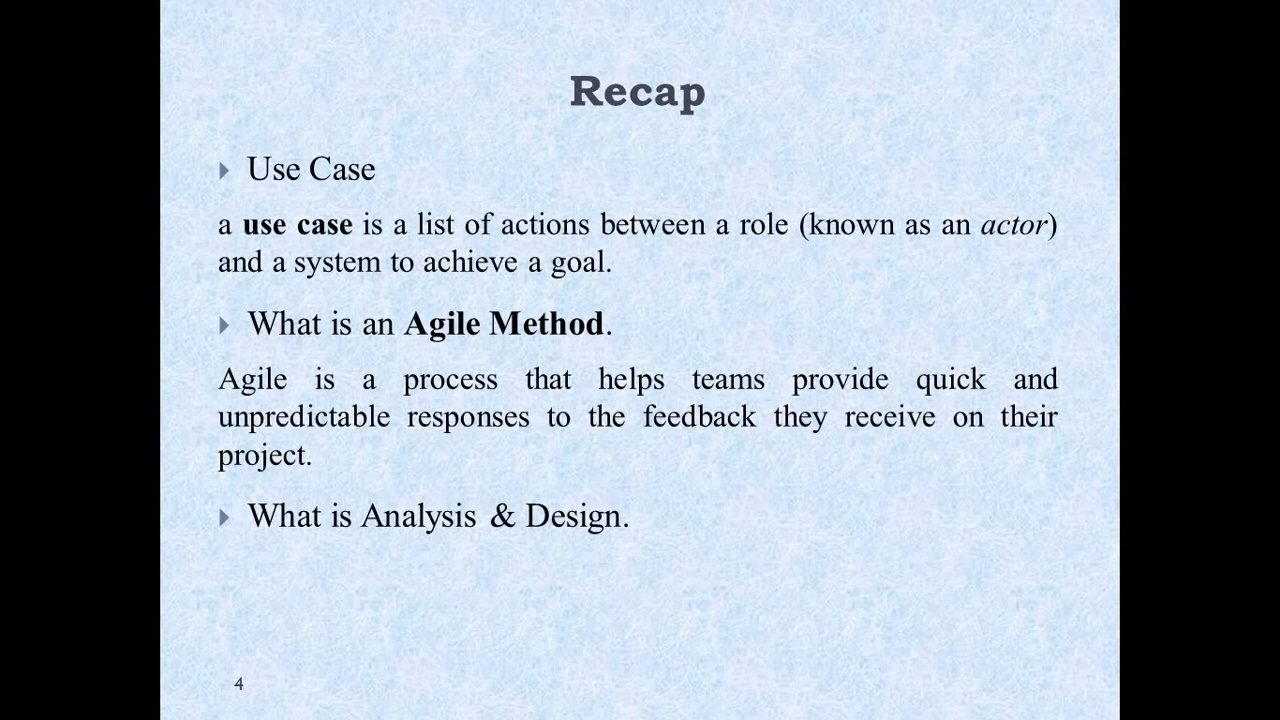 Recap
Use Case
a use case is a list of actions between a role (known as an actor)
and a system to achieve a goal.
What is an Agile Method.
Agile is a process that helps teams provide quick and
unpredictable responses to the feedback they receive on their
project.
What is Analysis & Design.
4